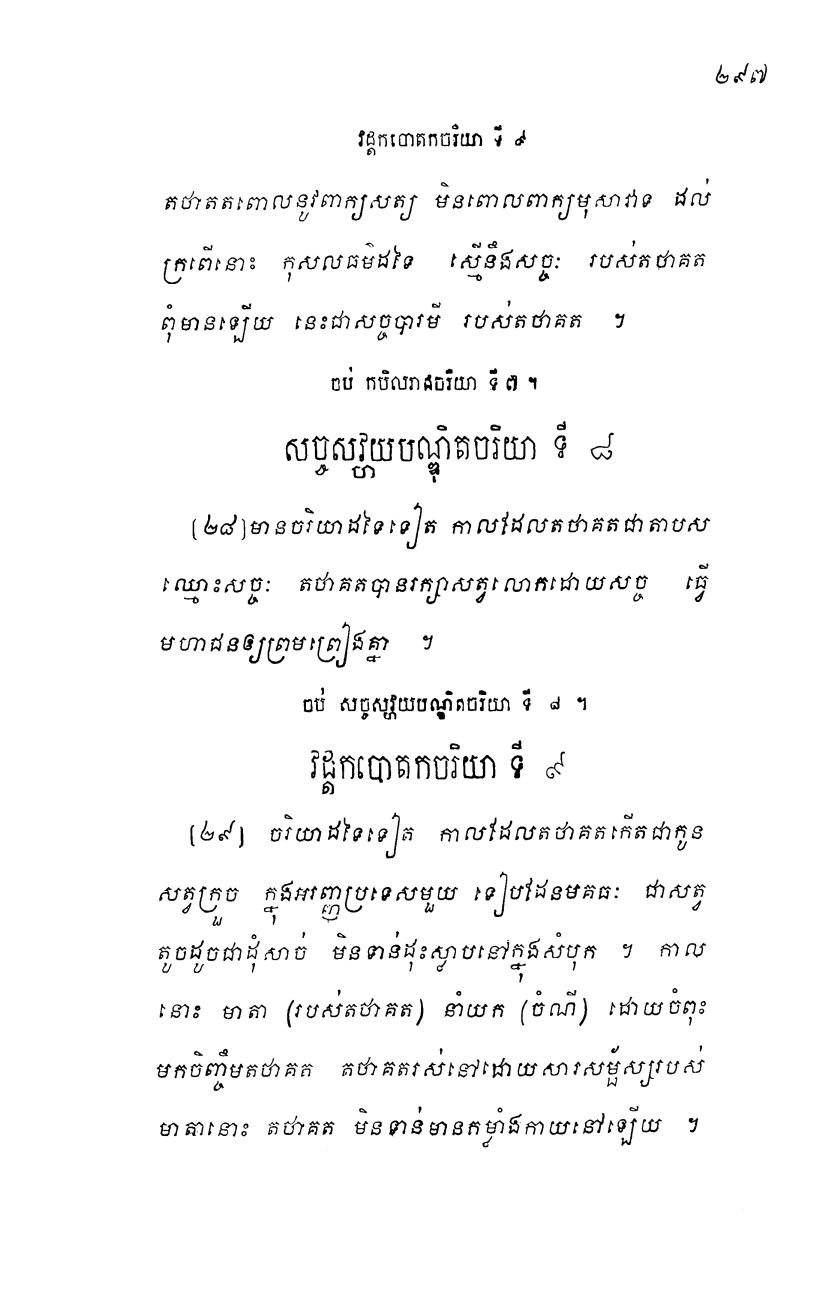 ២៩៧
វដ្ដកបោតកចរិយា ទី ៩
តថាគតពោលនូវពាក្យសត្យ មិនពោលពាក្យមុសាវាទ ដល់
ក្រពើនោះ កុសលធម៌ដទៃ ស្មើនឹងសច្ចៈ របស់តថាគត
ពុំមានឡើយ នេះជាសច្ចបារមី របស់តថាគត ។
ចប់ កបិលរាជចរិយា ទី៧ ។
សច្ចសវ្ហយបណ្ឌិតចរិយា ទី ៨
(២៨)មានចរិយាដទៃទៀត កាលដែលតថាគតជាតាបស
ឈ្មោះសច្ចៈ តថាគតបានរក្សាសត្វលោកដោយសច្ច ធ្វើ
មហាជនឲ្យព្រមព្រៀងគ្នា ។
ចប់ សច្ចសវ្ហយបណ្ឌិតចរិយា ទី ៨ ។
វដ្ដកបោតកចរិយា ទី ៩
(២៩) ចរិយាដទៃទៀត កាលដែលតថាគតកើតជាកូន
សត្វក្រួច ក្នុងអរញ្ញប្រទេសមួយ ទៀបដែនមគធៈ ជាសត្វ
តូចដូចជាដុំសាច់ មិនទាន់ដុះស្លាបនៅក្នុងសំបុក ។ កាល
នោះ មាតា (របស់តថាគត) នាំយក (ចំណី) ដោយចំពុះ
មកចិញ្ចឹមតថាគត តថាគតរស់នៅដោយសារសម្ផ័ស្សរបស់
មាតានោះ តថាគត មិនទាន់មានកម្លាំងកាយនៅឡើយ ។